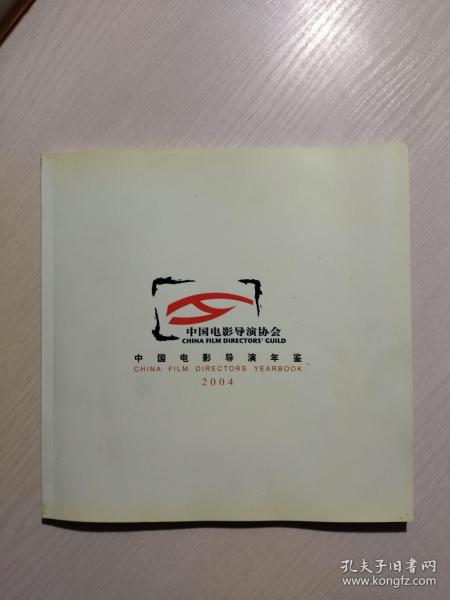 中国电影导演协会
CHINA FILM DIRECTORS' GUILD
中国电影导演年鉴
CHINA FILM DIRECTORS YEARBOOK
2004
孔夫子旧书网
www.kongfz.com